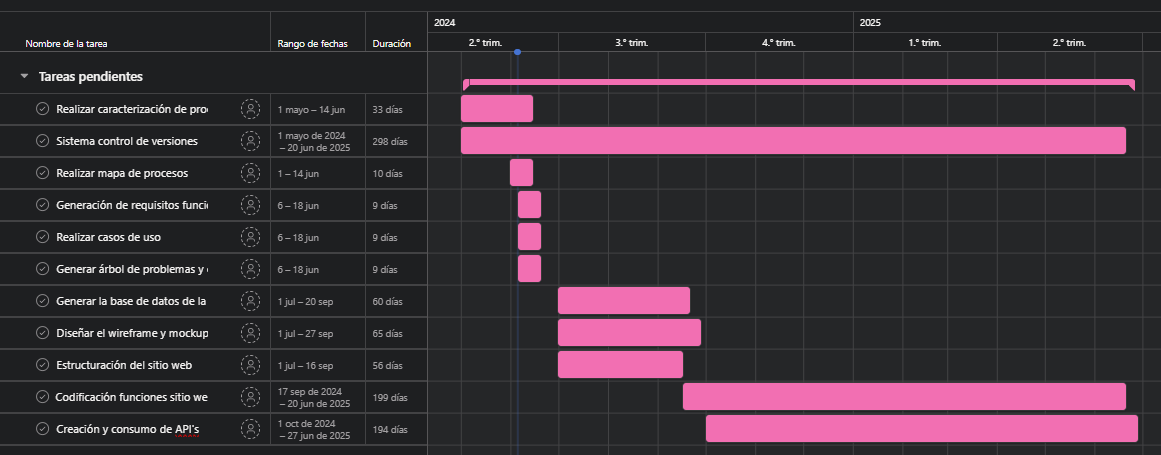 2024
2025
Nombre de la tarea
Rango de fechas
Duración
2.º trim.
3.º trim.
4.º trim.
1.º trim.
2.º trim.
Tareas pendientes
Realizar caracterización de pro
1 mayo – 14 jun
33 días
Sistema control de versiones
1 mayo de 2024
– 20 jun de 2025
298 días
Realizar mapa de procesos
1 – 14 jun
10 días
Generación de requisitos funci
6 – 18 jun
9 días
Realizar casos de uso
6 – 18 jun
9 días
Generar árbol de problemas y
6 – 18 jun
9 días
Generar la base de datos de la
1 jul – 20 sep
60 días
Diseñar el wireframe y mockup
1 jul – 27 sep
65 días
Estructuración del sitio web
1 jul – 16 sep
56 días
Codificación funciones sitio we
17 sep de 2024
– 20 jun de 2025
199 días
Creación y consumo de API's
1 oct de 2024
– 27 jun de 2025
194 días